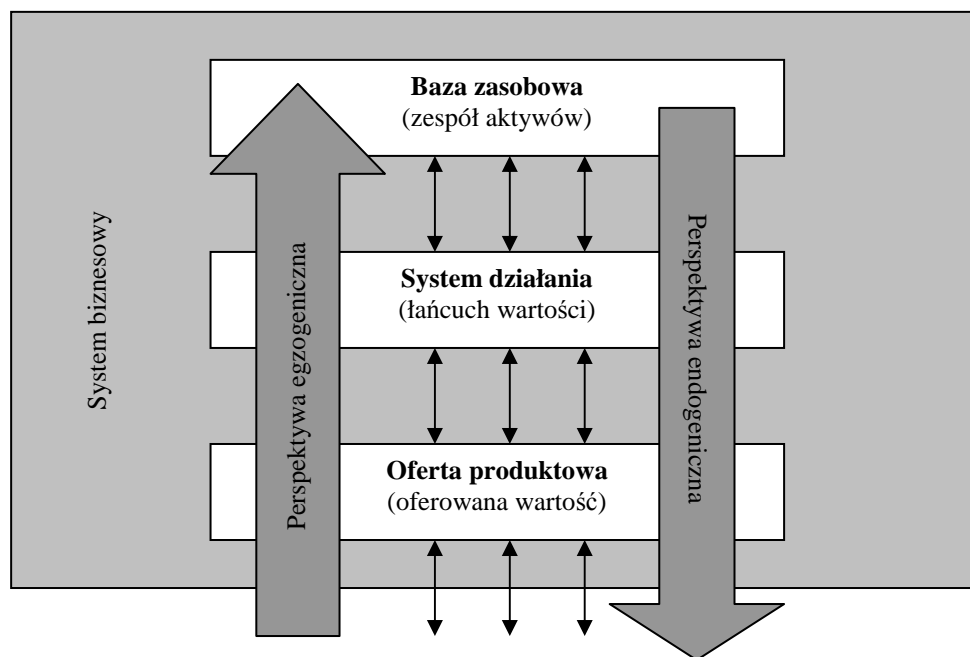 Baza zasobowa
(zespół aktywów)
System działania
(łańcuch wartości)
Oferta produktowa
(oferowana wartość)
System biznesowy
Perspektywa egzogeniczna
Perspektywa endogeniczna